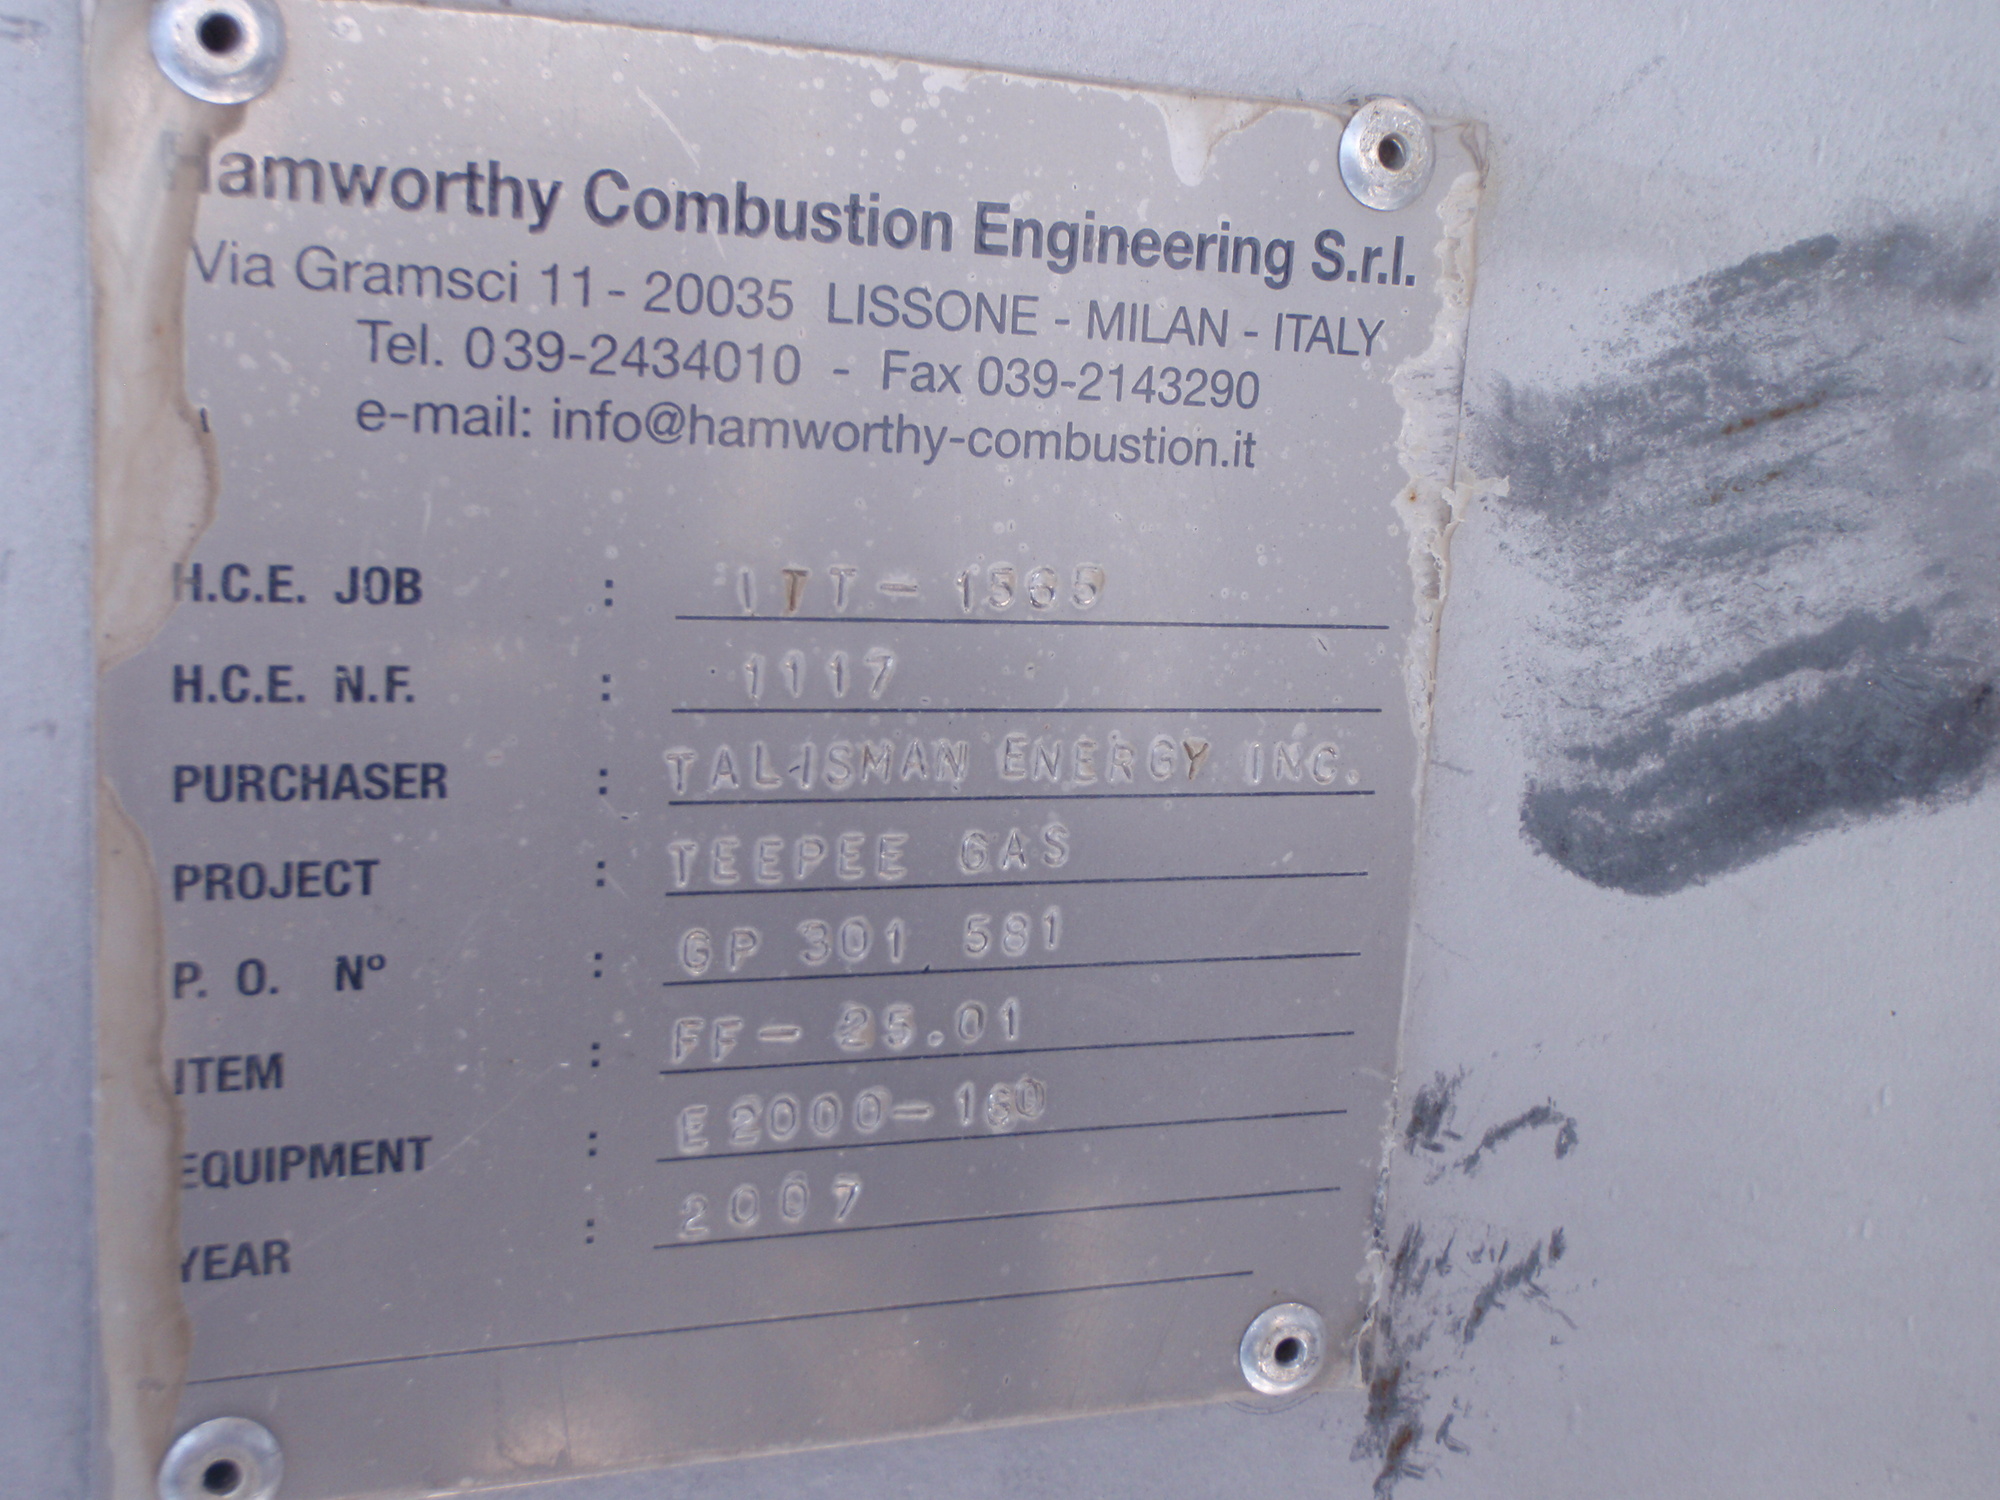 Hamworthy Combustion Engineering S.r.l.
Via Gramsci 11 - 20035 LISSONE - MILAN - ITALY
Tel. 039-2434010 - Fax 039-2143290
e-mail: info@hamworthy-combustion.it
H.C.E. JOB : ITT - 1565
H.C.E. N.F. : 1117
PURCHASER : TALISMAN ENERGY INC.
PROJECT : TEEPEE GAS
P. O. Nº : GP 301 581
ITEM : FF - 25.01
EQUIPMENT : E2000-160
YEAR : 2007